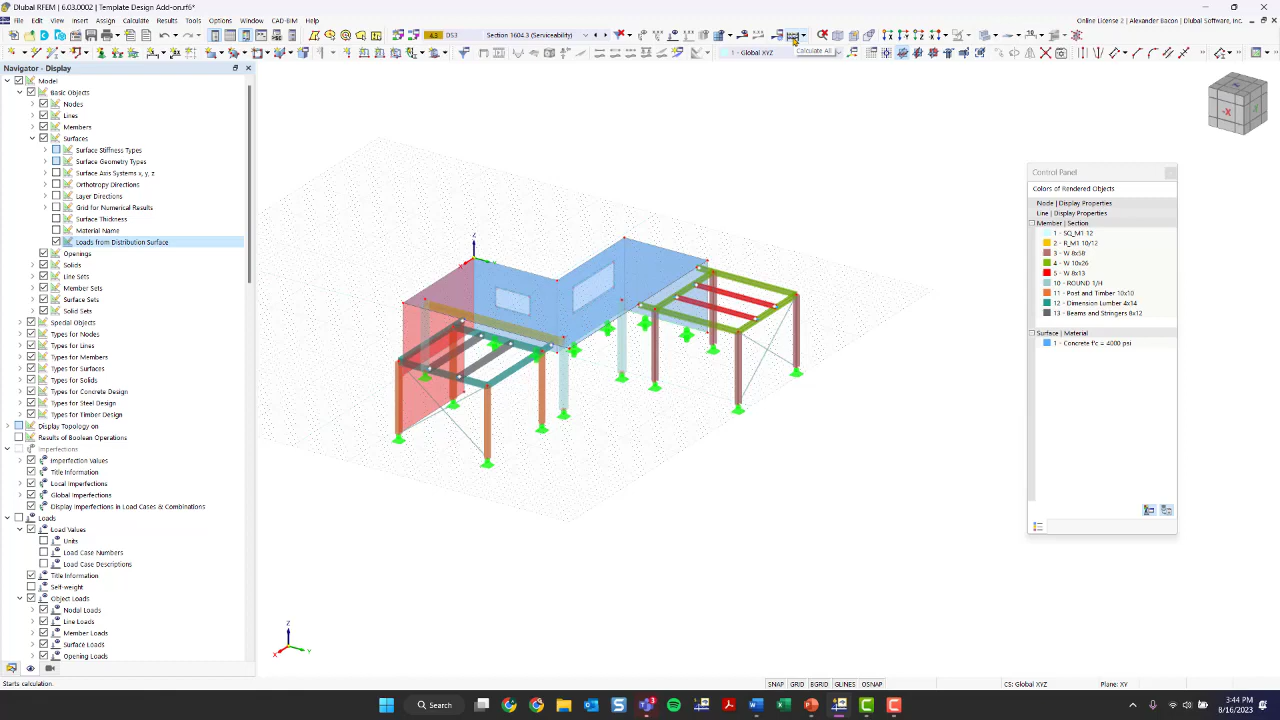 Dlubal RFEM | 6.03.0002 | Template Design Add-on.rf6*
File Edit View Insert Assign Calculate Results Tools Options Window CAD-BIM Help
Online License 2 | Alexander Bacon | Dlubal Software, Inc.
4.3 DS3 Section 1604.3 (Serviceability)
1 - Global XYZ
Calculate All
Navigator - Display
Model
Basic Objects
Nodes
Lines
Members
Surfaces
Surface Stiffness Types
Surface Geometry Types
Surface Axis Systems x, y, z
Orthotropy Directions
Layer Directions
Grid for Numerical Results
Surface Thickness
Material Name
Loads from Distribution Surface
Openings
Solids
Line Sets
Member Sets
Surface Sets
Solid Sets
Special Objects
Types for Nodes
Types for Lines
Types for Members
Types for Surfaces
Types for Solids
Types for Concrete Design
Types for Steel Design
Types for Timber Design
Display Topology on
Results of Boolean Operations
Imperfections
Imperfection Values
Title Information
Local Imperfections
Global Imperfections
Display Imperfections in Load Cases & Combinations
Loads
Load Values
Units
Load Case Numbers
Load Case Descriptions
Title Information
Self-weight
Object Loads
Nodal Loads
Line Loads
Member Loads
Surface Loads
Opening Loads
Z
X
Z
Y
X
-X
Control Panel
Colors of Rendered Objects
Node | Display Properties
Line | Display Properties
Member | Section
1 - SQ_M1 12
2 - R_M1 10/12
3 - W 8x58
4 - W 10x26
5 - W 8x13
10 - ROUND 1/H
11 - Post and Timber 10x10
12 - Dimension Lumber 4x14
13 - Beams and Stringers 8x12
Surface | Material
1 - Concrete f'c = 4000 psi
Starts calculation.
SNAP GRID BGRID GLINES OSNAP
CS: Global XYZ
Plane: XY
Search
3:44 PM
8/16/2023